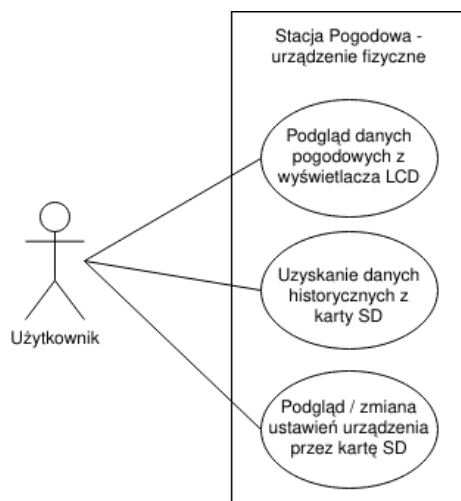 Stacja Pogodowa -
urządzenie fizyczne
Podgląd danych
pogodowych z
wyświetlacza LCD
Uzyskanie danych
historycznych z
karty SD
Użytkownik
Podgląd / zmiana
ustawień urządzenia
przez kartę SD